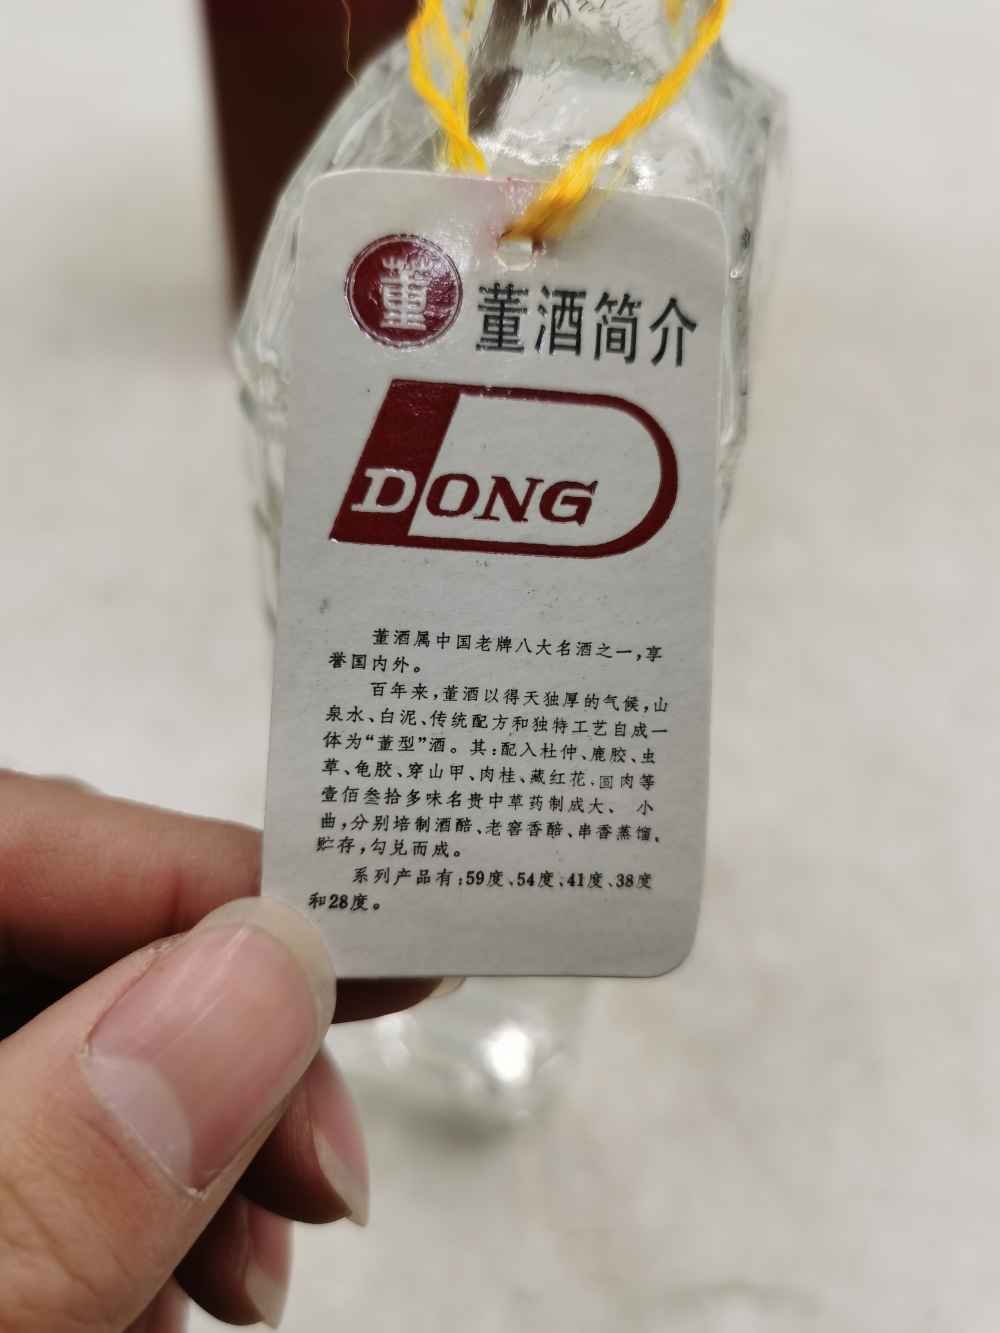 董
董酒简介
DONG
董酒属中国老牌八大名酒之一,享
誉国内外。
百年来,董酒以得天独厚的气候,山
泉水、白泥、传统配方和独特工艺自成一
体为“董型”酒。其:配入杜仲、鹿胶、虫
草、龟胶、穿山甲、肉桂、藏红花、圆肉等
壹佰叁拾多味名贵中草药制成大、 小
曲,分别培制酒醅、老窖香醅、串香蒸馏、
贮存,勾兑而成。
系列产品有:59度、54度、41度、38度
和28度。